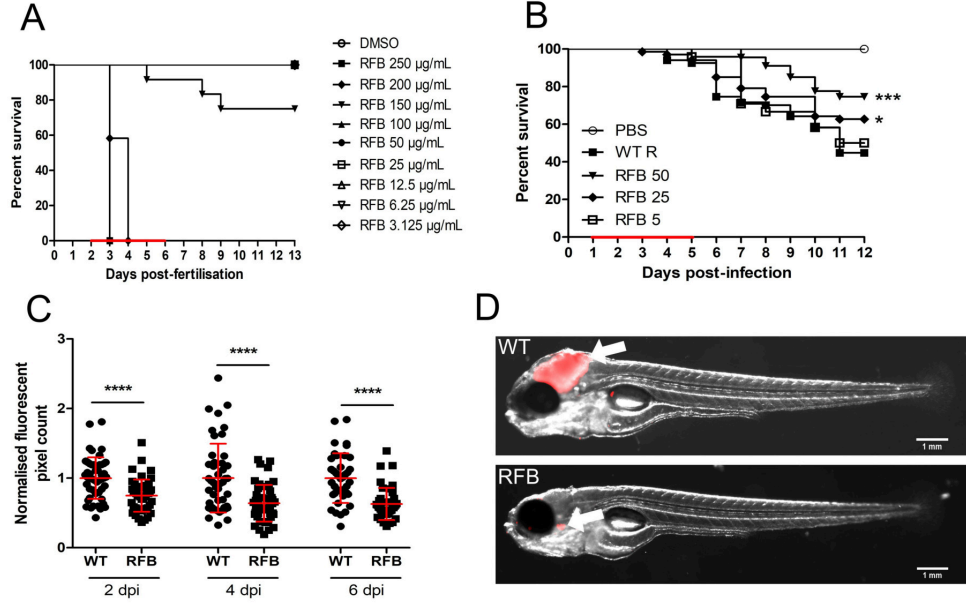 A
Percent survival
100
80
60
40
20
0
0 1 2 3 4 5 6 7 8 9 10 11 12 13
Days post-fertilisation
DMSO
RFB 250 µg/mL
RFB 200 µg/mL
RFB 150 µg/mL
RFB 100 µg/mL
RFB 50 µg/mL
RFB 25 µg/mL
RFB 12.5 µg/mL
RFB 6.25 µg/mL
RFB 3.125 µg/mL
B
Percent survival
100
80
60
40
20
0
***
*
PBS
WT R
RFB 50
RFB 25
RFB 5
0 1 2 3 4 5 6 7 8 9 10 11 12
Days post-infection
C
Normalised fluorescent
pixel count
3
2
1
0
**** **** ****
WT RFB WT RFB WT RFB
2 dpi 4 dpi 6 dpi
D
WT
1 mm
RFB
1 mm